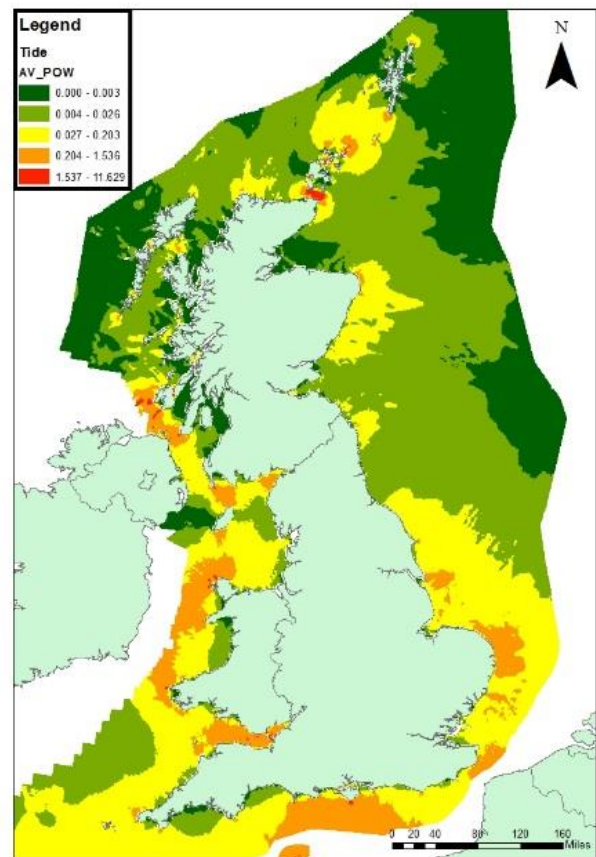 Legend
Tide
AV_POW
0.000 - 0.003
0.004 - 0.026
0.027 - 0.203
0.204 - 1.536
1.537 - 11.629
N
0 20 40 80 120 160
Miles